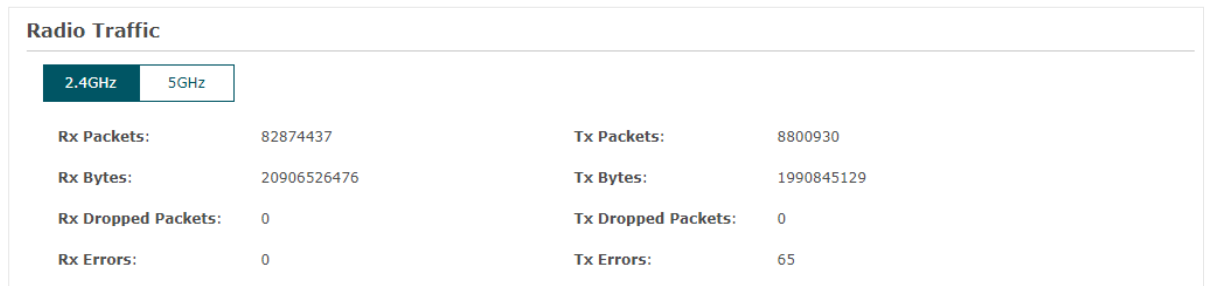 Radio Traffic
2.4GHz 5GHz
Rx Packets: 82874437 Tx Packets: 8800930
Rx Bytes: 20906526476 Tx Bytes: 1990845129
Rx Dropped Packets: 0 Tx Dropped Packets: 0
Rx Errors: 0 Tx Errors: 65